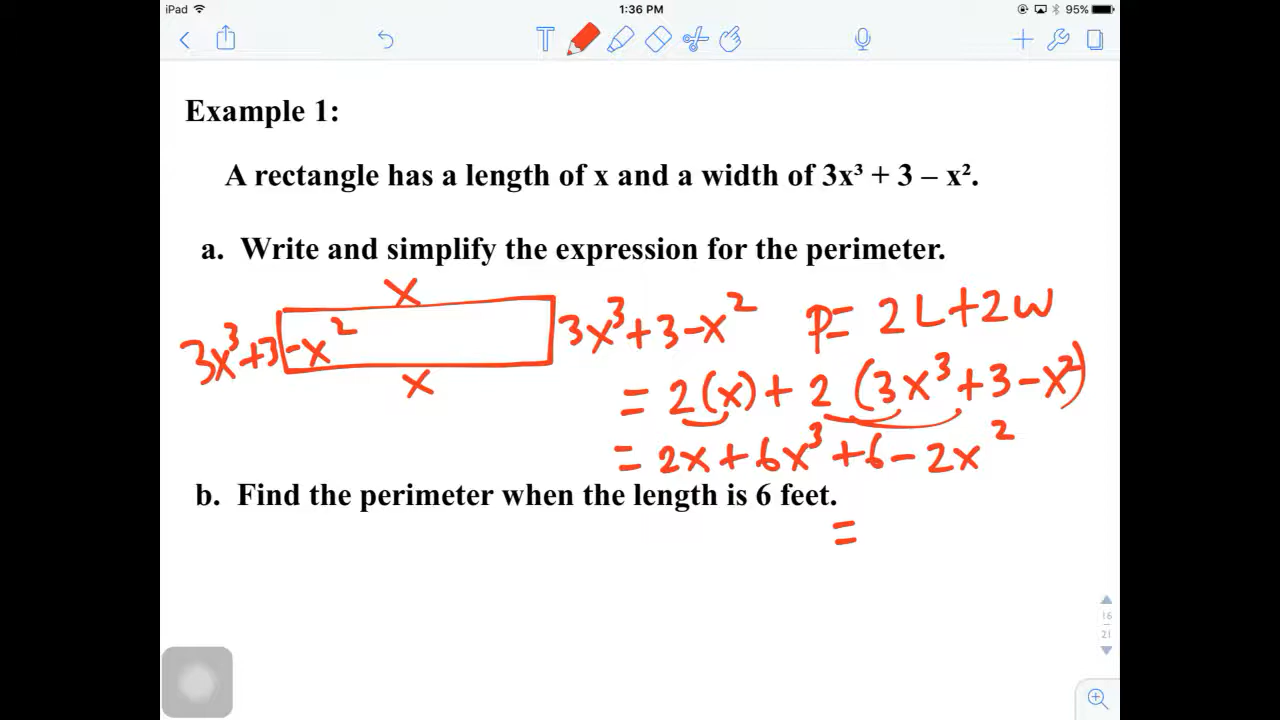 iPad 1:36 PM 95%
T
Example 1:
A rectangle has a length of x and a width of 3x³ + 3 – x².
a. Write and simplify the expression for the perimeter.
x
3x³+3-x² 3x³+3-x² P= 2L+2W
x
= 2(x)+2(3x³+3-x²)
= 2x+6x³+6-2x²
b. Find the perimeter when the length is 6 feet.
=
16
21